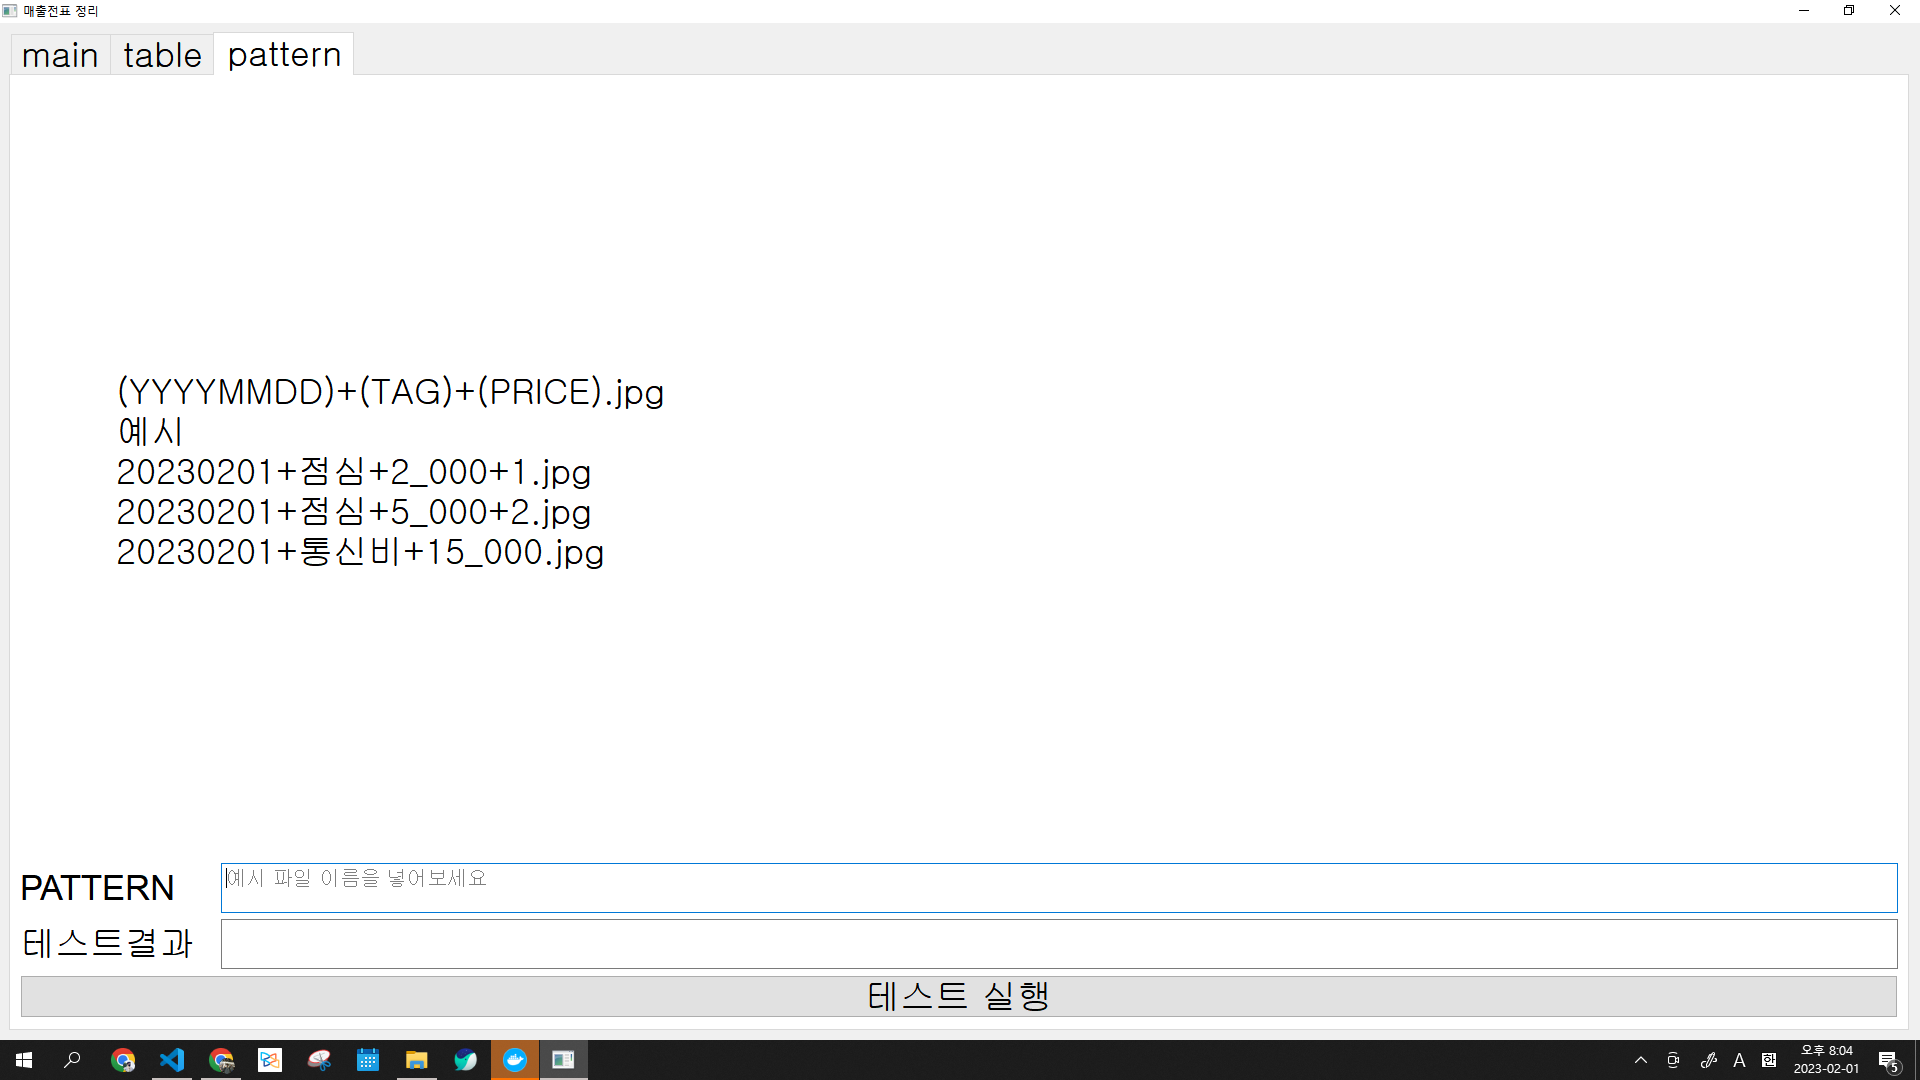 매출전표 정리
main table pattern
(YYYYMMDD)+(TAG)+(PRICE).jpg
예시
20230201+점심+2_000+1.jpg
20230201+점심+5_000+2.jpg
20230201+통신비+15_000.jpg
PATTERN 예시 파일 이름을 넣어보세요
테스트결과
테스트 실행
A 한 오후 8:04
2023-02-01 5